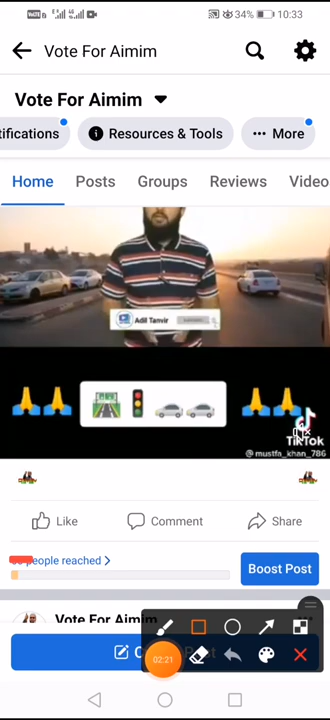 34% 10:33
Vote For Aimim
Vote For Aimim
tifications
Resources & Tools
More
Home Posts Groups Reviews Video
Adil Tanvir
TikTok
@mustfa_khan_786
Like Comment Share
people reached
Boost Post
Vote For Aimim
02:21